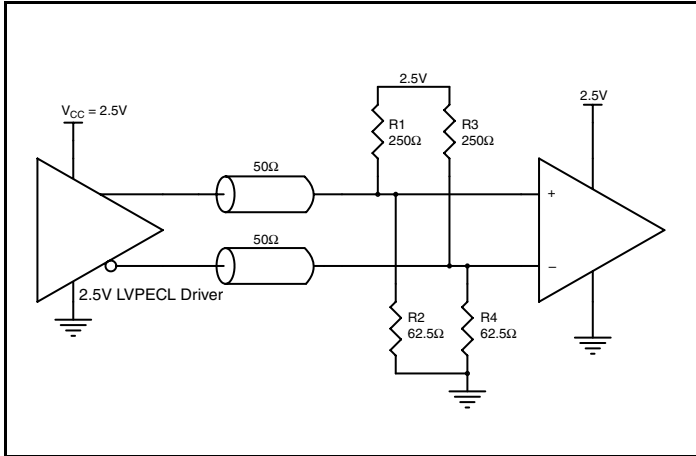 2.5V
V_CC = 2.5V
2.5V
R1
250Ω
R3
250Ω
50Ω
+
50Ω
−
2.5V LVPECL Driver
R2
62.5Ω
R4
62.5Ω